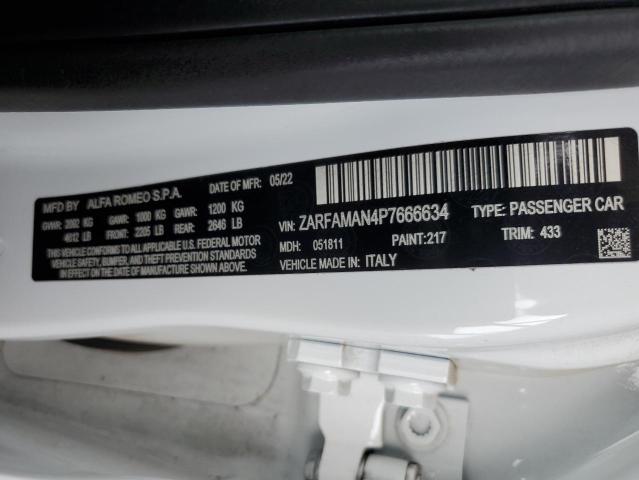 MFD BY ALFA ROMEO S.P.A. DATE OF MFR: 05/22
GVWR: 2092 KG GAWR: 1000 KG GAWR: 1200 KG
4612 LB FRONT: 2205 LB REAR: 2646 LB
THIS VEHICLE CONFORMS TO ALL APPLICABLE U.S. FEDERAL MOTOR
VEHICLE SAFETY, BUMPER, AND THEFT PREVENTION STANDARDS
IN EFFECT ON THE DATE OF MANUFACTURE SHOWN ABOVE.
VIN: ZARFAMAN4P7666634 TYPE: PASSENGER CAR
MDH: 051811 PAINT: 217 TRIM: 433
VEHICLE MADE IN: ITALY